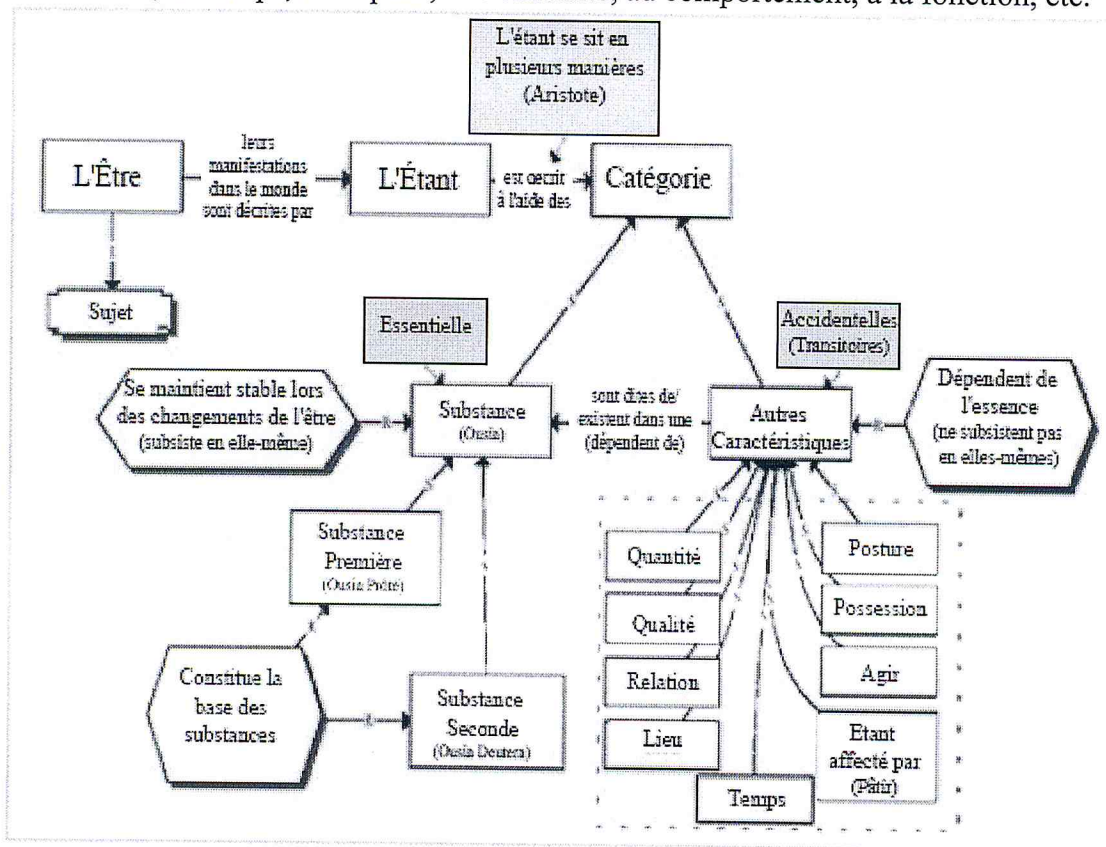 comportement, à la fonction, etc.
L'étant se sit en
plusieurs manières
(Aristote)
L'Être
leurs
manifestations
dans le monde
sont décrites par
L'Étant
est décrit
à l'aide des
Catégorie
Sujet
Essentielle
Accidentelles
(Transitoires)
Se maintient stable lors
des changements de l'être
(subsiste en elle-même)
R
Substance
(Ousia)
sont dites de/
existent dans une
(dépendent de)
Autres
Caractéristiques
R
Dépendent de
l'essence
(ne subsistent pas
en elles-mêmes)
Substance
Première
(Ousia Proté)
Constitue la
base des
substances
R
Substance
Seconde
(Ousia Deutera)
Quantité
Qualité
Relation
Lieu
Temps
Posture
Possession
Agir
Etant
affecté par
(Pâtir)